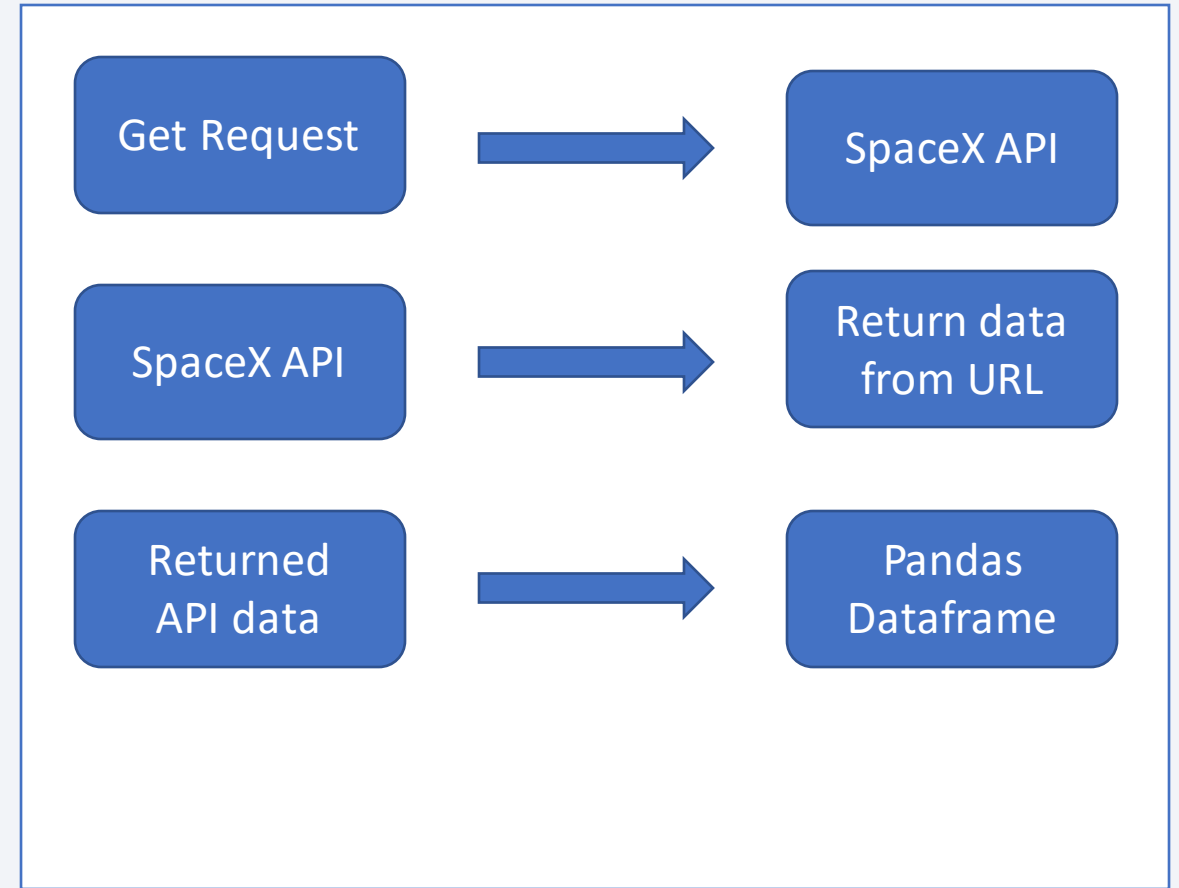 Get Request
SpaceX API
SpaceX API
Return data
from URL
Returned
API data
Pandas
Dataframe